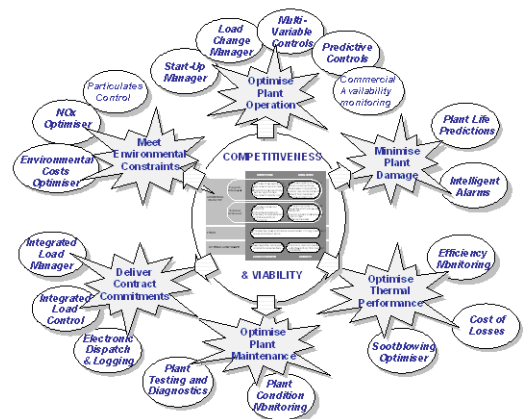 Multi-
Variable
Controls
Load
Change
Manager
Predictive
Controls
Start-Up
Manager
Optimise
Plant
Operation
Commercial
Availability
monitoring
Particulates
Control
NOx
Optimiser
Meet
Environmental
Constraints
Environmental
Costs
Optimiser
COMPETITIVENESS
& VIABILITY
Plant Life
Predictions
Minimise
Plant
Damage
Intelligent
Alarms
Integrated
Load
Manager
Deliver
Contract
Commitments
Integrated
Load
Control
Electronic
Dispatch
& Logging
Efficiency
Monitoring
Optimise
Thermal
Performance
Cost of
Losses
Sootblowing
Optimiser
Optimise
Plant
Maintenance
Plant
Testing and
Diagnostics
Plant
Condition
Monitoring